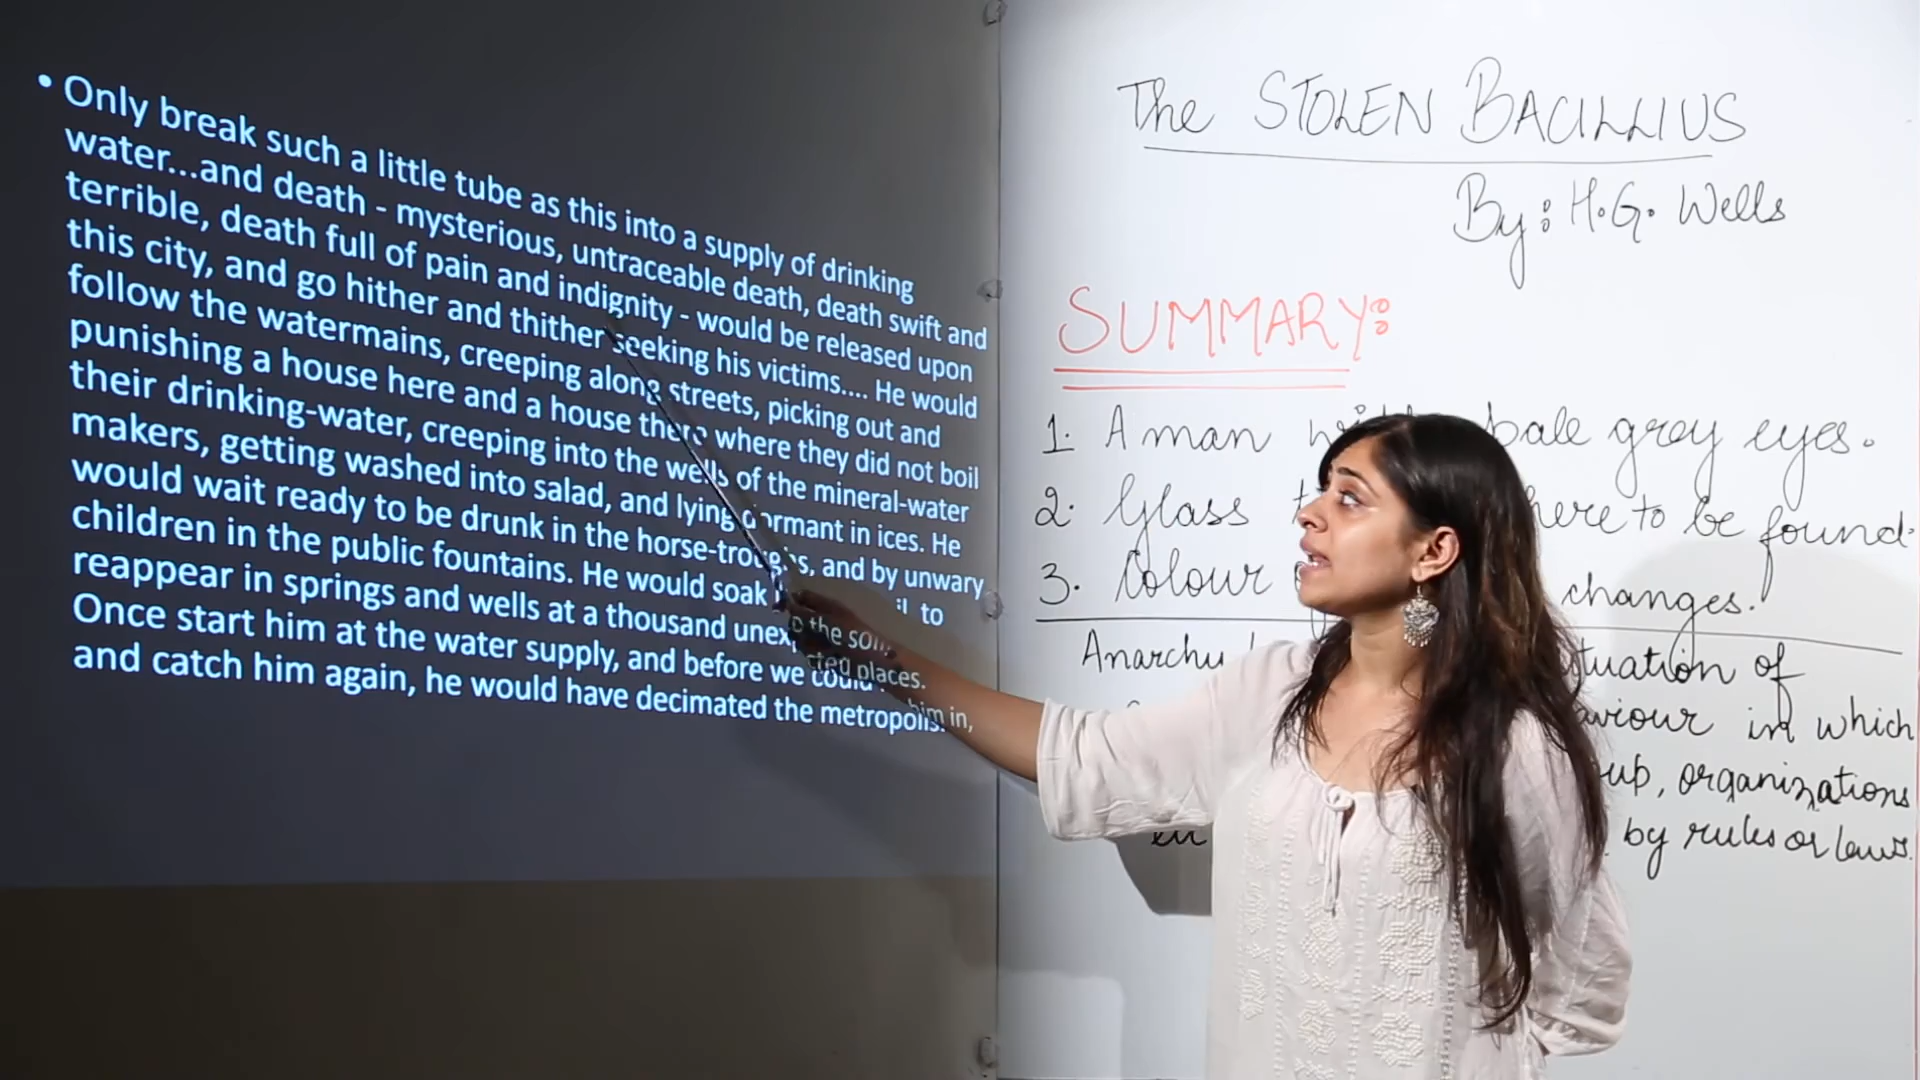 • Only break such a little tube as this into a supply of drinking
water...and death - mysterious, untraceable death, death swift and
terrible, death full of pain and indignity - would be released upon
this city, and go hither and thither seeking his victims.... He would
follow the watermains, creeping along streets, picking out and
punishing a house here and a house there where they did not boil
their drinking-water, creeping into the wells of the mineral-water
makers, getting washed into salad, and lying dormant in ices. He
would wait ready to be drunk in the horse-troughs, and by unwary
children in the public fountains. He would soak the soil to
reappear in springs and wells at a thousand unexpected places.
Once start him at the water supply, and before we could him in,
and catch him again, he would have decimated the metropolis.
The STOLEN BACILLIUS
By: H.G. Wells
SUMMARY:
1. A man pale grey eyes.
2. Glass here to be found.
3. Colour changes.
Anarchy
of
in which
organizations
by rules or laws.